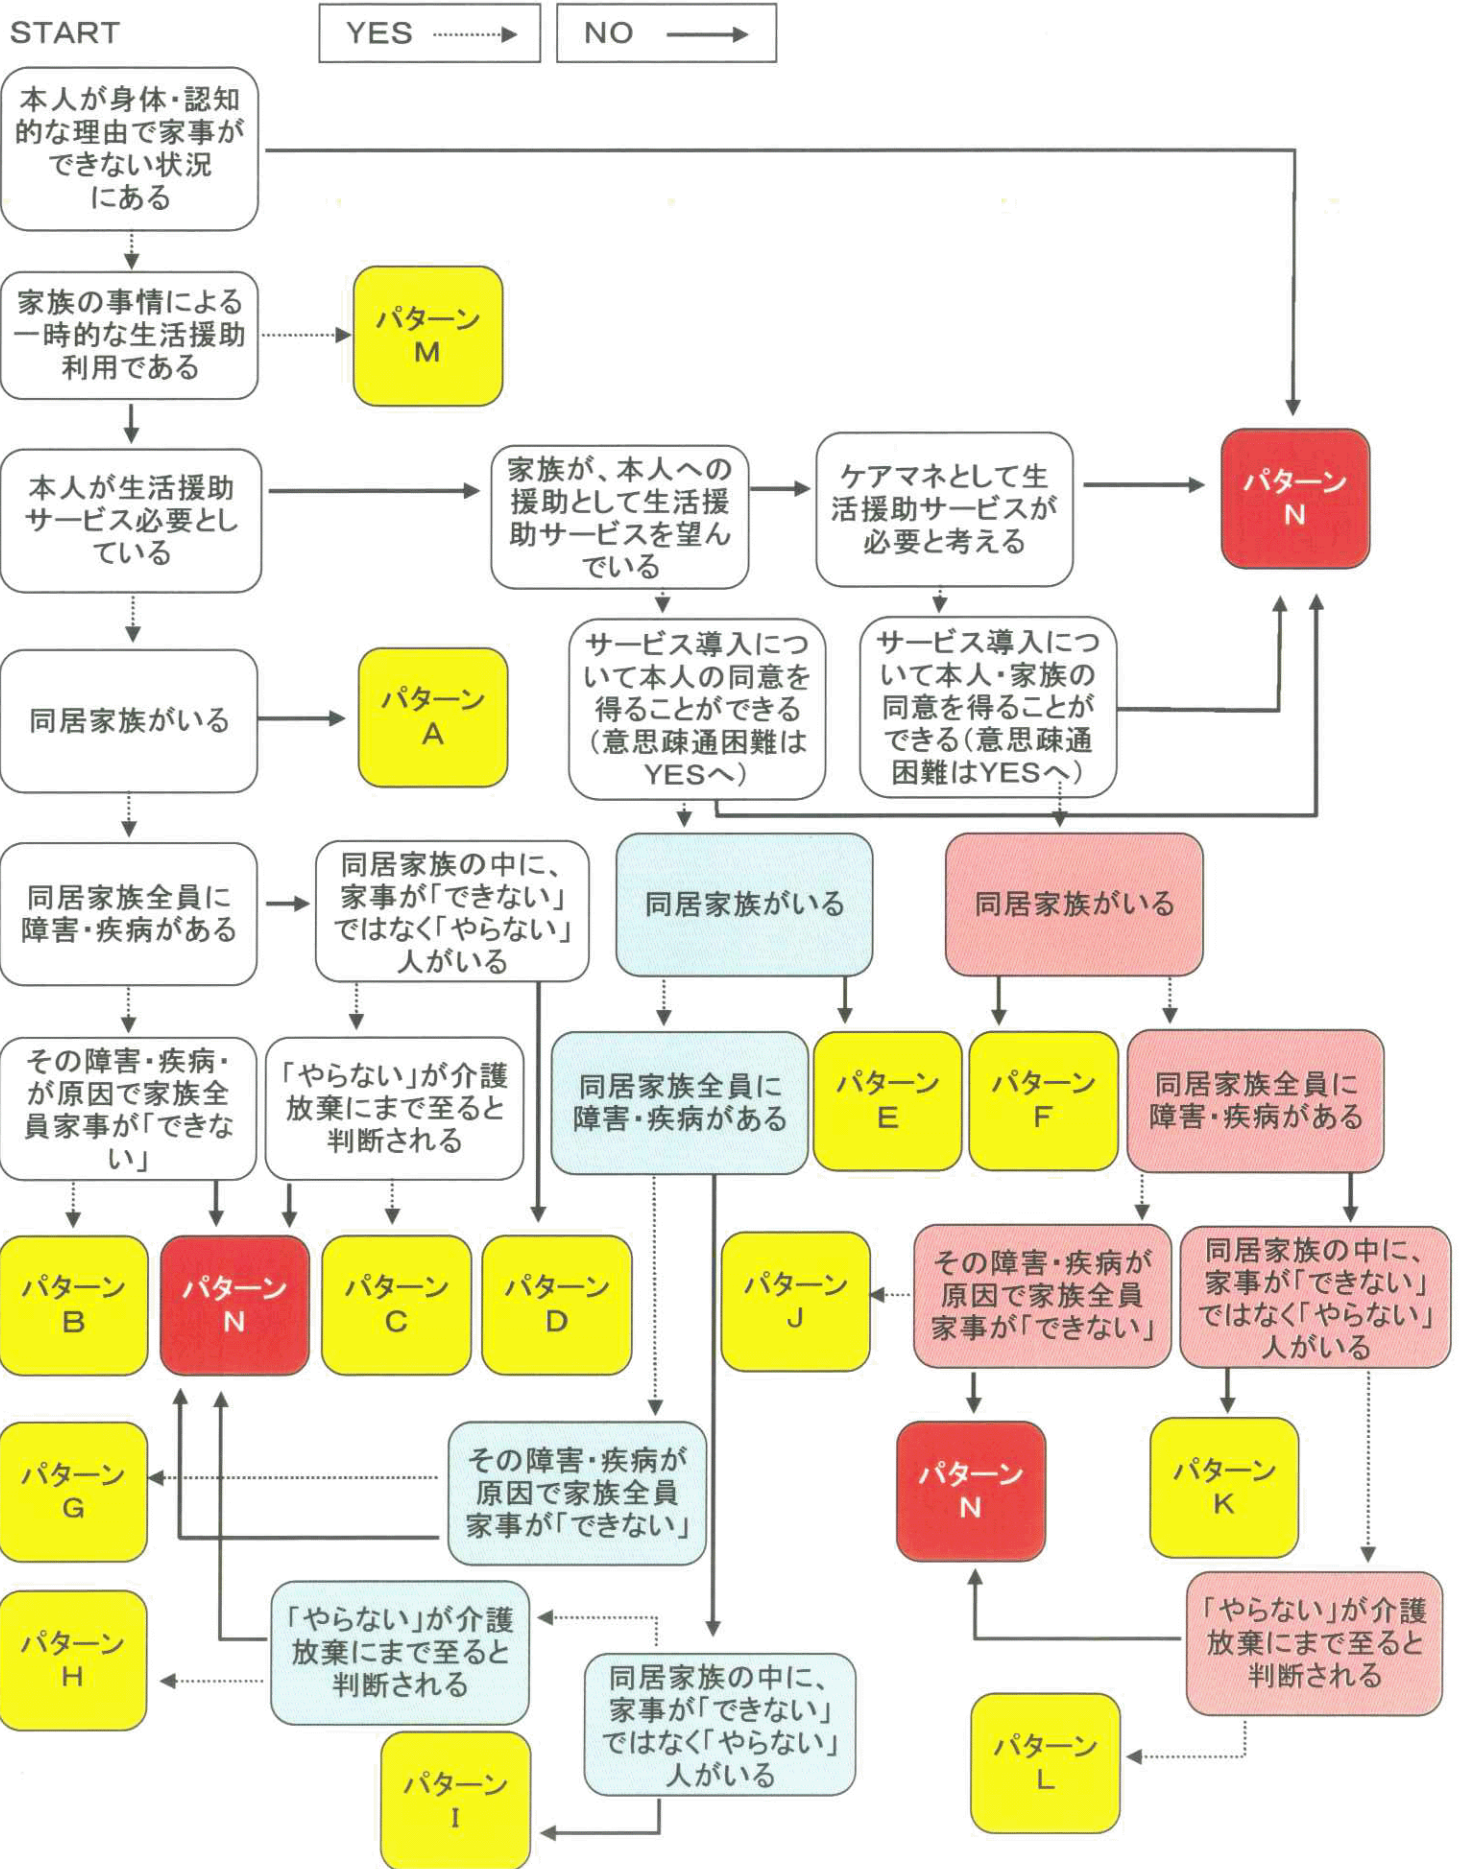 START
YES
NO
本人が身体・認知
的な理由で家事が
できない状況
にある
家族の事情による
一時的な生活援助
利用である
パターン
M
本人が生活援助
サービス必要とし
ている
家族が、本人への
援助として生活援
助サービスを望ん
でいる
ケアマネとして生
活援助サービスが
必要と考える
パターン
N
同居家族がいる
パターン
A
サービス導入につ
いて本人の同意を
得ることができる
(意思疎通困難は
YESへ)
サービス導入につ
いて本人・家族の
同意を得ることが
できる(意思疎通
困難はYESへ)
同居家族全員に
障害・疾病がある
同居家族の中に、
家事が「できない」
ではなく「やらない」
人がいる
同居家族がいる
同居家族がいる
その障害・疾病・
が原因で家族全
員家事が「できな
い」
「やらない」が介護
放棄にまで至ると
判断される
同居家族全員に
障害・疾病がある
パターン
E
パターン
F
同居家族全員に
障害・疾病がある
パターン
B
パターン
N
パターン
C
パターン
D
パターン
J
その障害・疾病が
原因で家族全員
家事が「できない」
同居家族の中に、
家事が「できない」
ではなく「やらない」
人がいる
パターン
G
その障害・疾病が
原因で家族全員
家事が「できない」
パターン
N
パターン
K
パターン
H
「やらない」が介護
放棄にまで至ると
判断される
同居家族の中に、
家事が「できない」
ではなく「やらない」
人がいる
「やらない」が介護
放棄にまで至ると
判断される
パターン
I
パターン
L